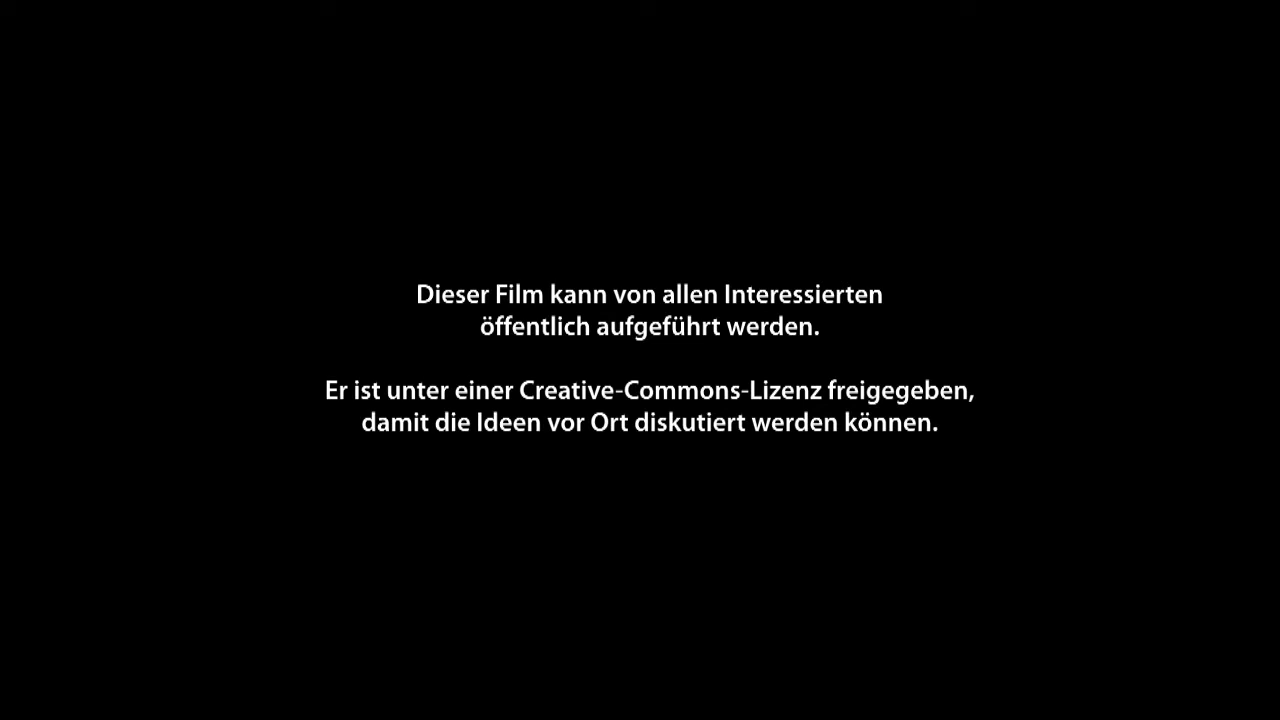 Dieser Film kann von allen Interessierten
öffentlich aufgeführt werden.
Er ist unter einer Creative-Commons-Lizenz freigegeben,
damit die Ideen vor Ort diskutiert werden können.